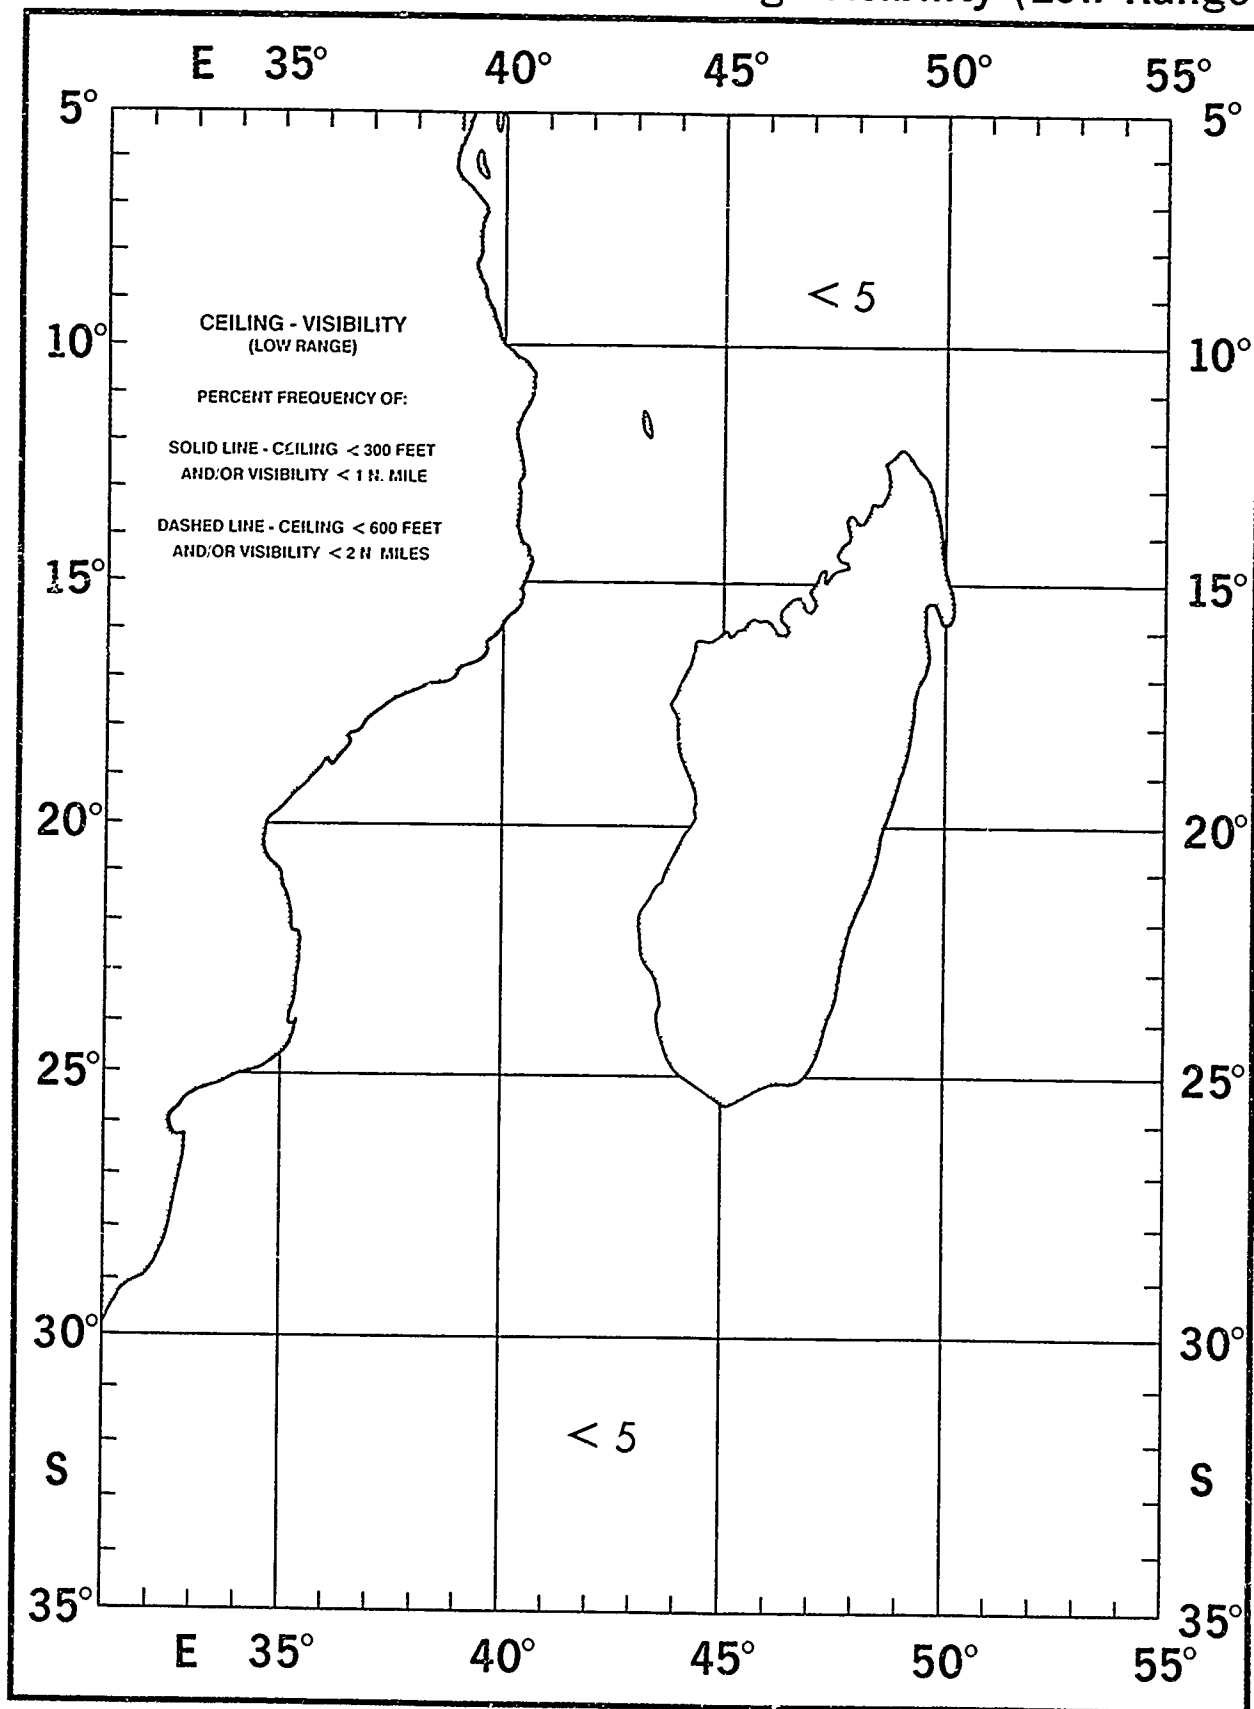 E 35° 40° 45° 50° 55°
5° 5°
< 5
CEILING - VISIBILITY
(LOW RANGE)
10° 10°
PERCENT FREQUENCY OF:
SOLID LINE - CEILING < 300 FEET
AND/OR VISIBILITY < 1 N. MILE
DASHED LINE - CEILING < 600 FEET
AND/OR VISIBILITY < 2 N MILES
15° 15°
20° 20°
25° 25°
30° 30°
< 5
S S
35° 35°
E 35° 40° 45° 50° 55°